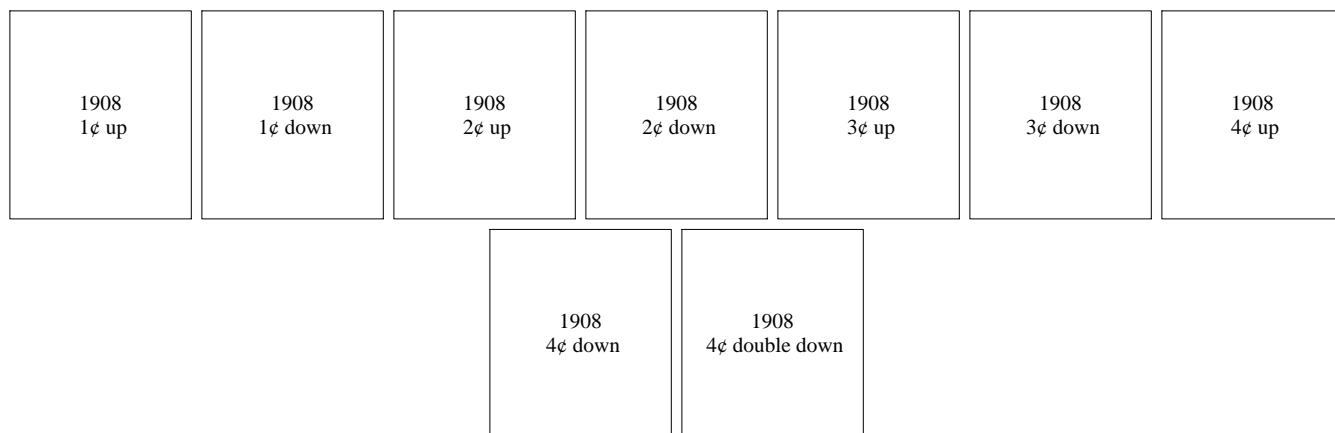 1908
1¢ up
1908
1¢ down
1908
2¢ up
1908
2¢ down
1908
3¢ up
1908
3¢ down
1908
4¢ up
1908
4¢ down
1908
4¢ double down